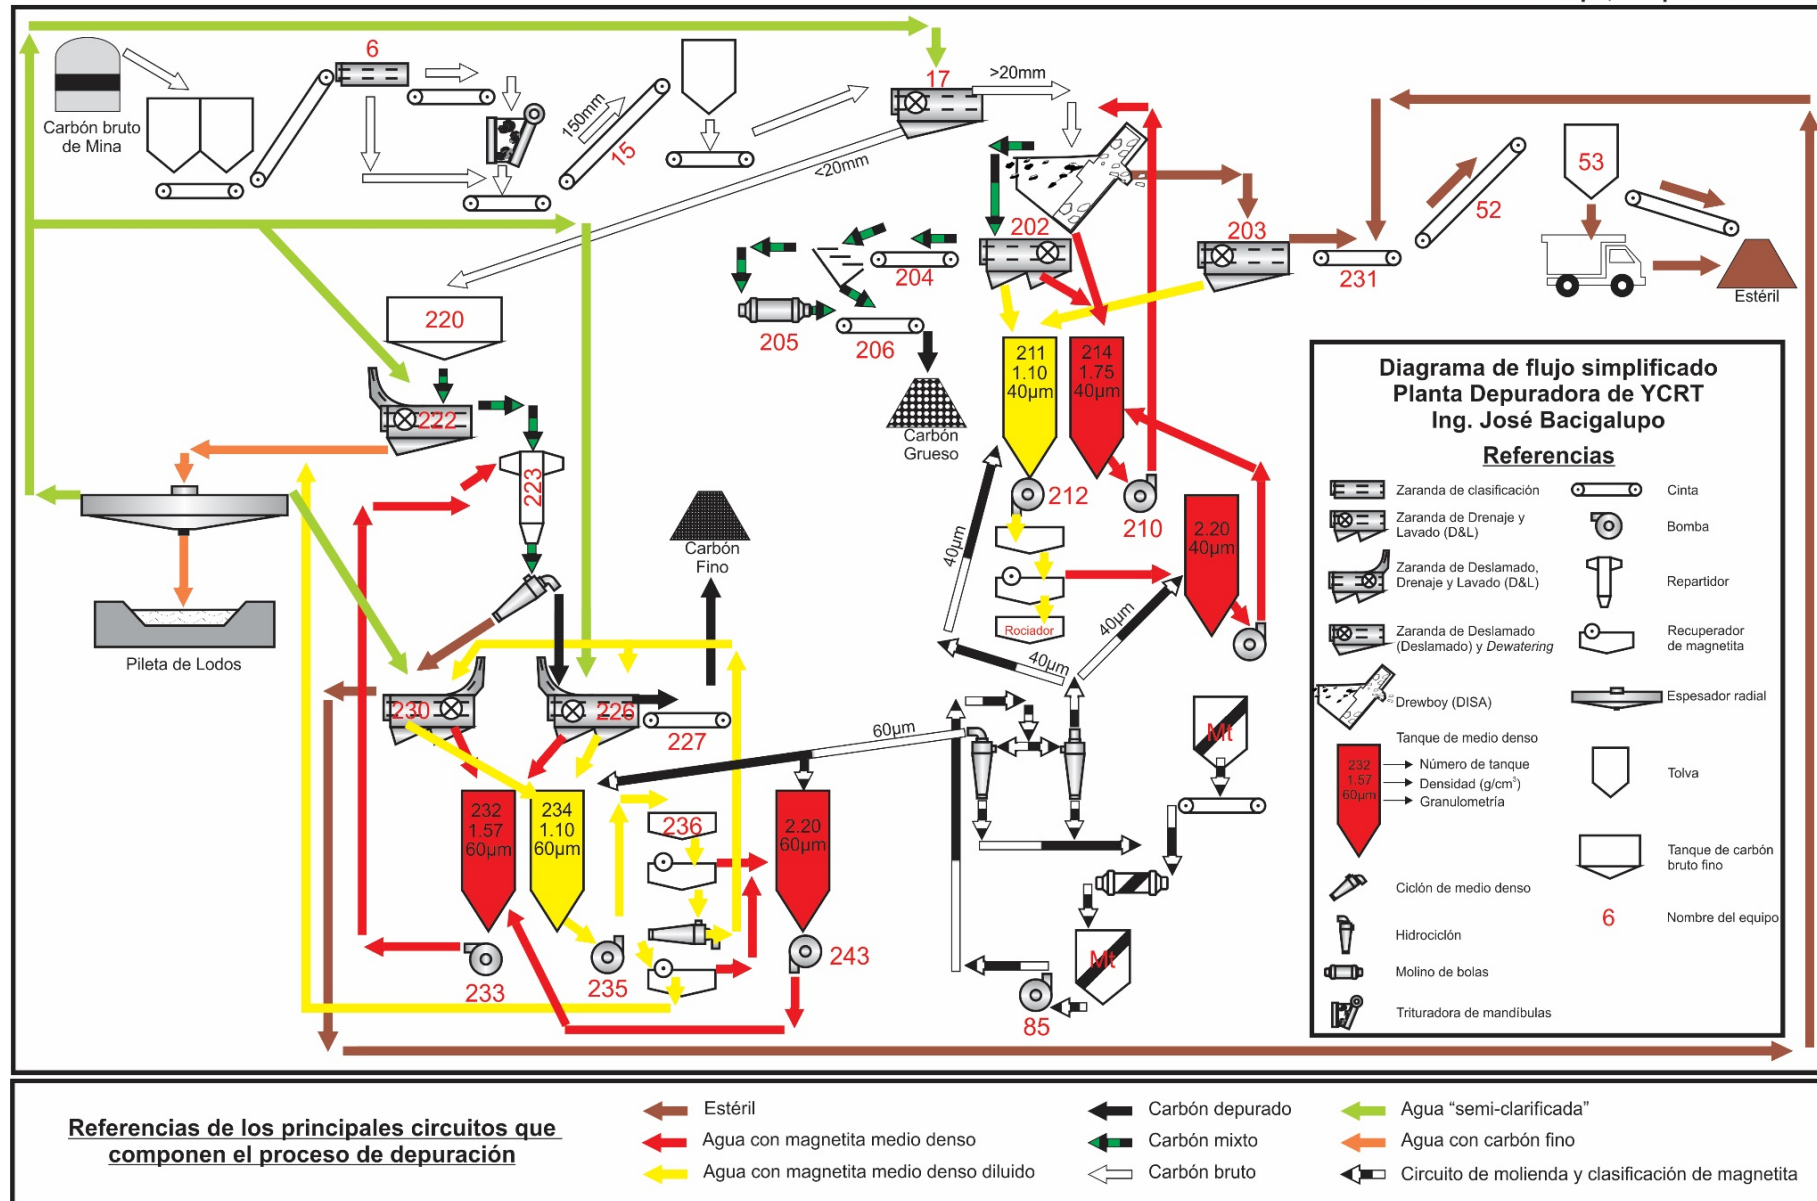 6
Carbón bruto
de Mina
150mm
15
17
>20mm
<20mm
202
203
204
205
206
231
52
53
Estéril
220
222
223
211
1.10
40µm
214
1.75
40µm
Carbón
Grueso
212
210
2.20
40µm
Rociador
40µm
40µm
40µm
Carbón
Fino
Pileta de Lodos
230
226
227
60µm
Mt
232
1.57
60µm
234
1.10
60µm
236
2.20
60µm
233
235
243
Mt
85
Diagrama de flujo simplificado
Planta Depuradora de YCRT
Ing. José Bacigalupo
Referencias
Zaranda de clasificación
Zaranda de Drenaje y
Lavado (D&L)
Zaranda de Deslamado,
Drenaje y Lavado (D&L)
Zaranda de Deslamado
(Deslamado) y Dewatering
Drewboy (DISA)
Tanque de medio denso
232
1.57
60µm
Número de tanque
Densidad (g/cm³)
Granulometría
Ciclón de medio denso
Hidrociclón
Molino de bolas
Trituradora de mandíbulas
Cinta
Bomba
Repartidor
Recuperador
de magnetita
Espesador radial
Tolva
Tanque de carbón
bruto fino
6
Nombre del equipo
Referencias de los principales circuitos que
componen el proceso de depuración
Estéril
Agua con magnetita medio denso
Agua con magnetita medio denso diluido
Carbón depurado
Carbón mixto
Carbón bruto
Agua “semi-clarificada”
Agua con carbón fino
Circuito de molienda y clasificación de magnetita